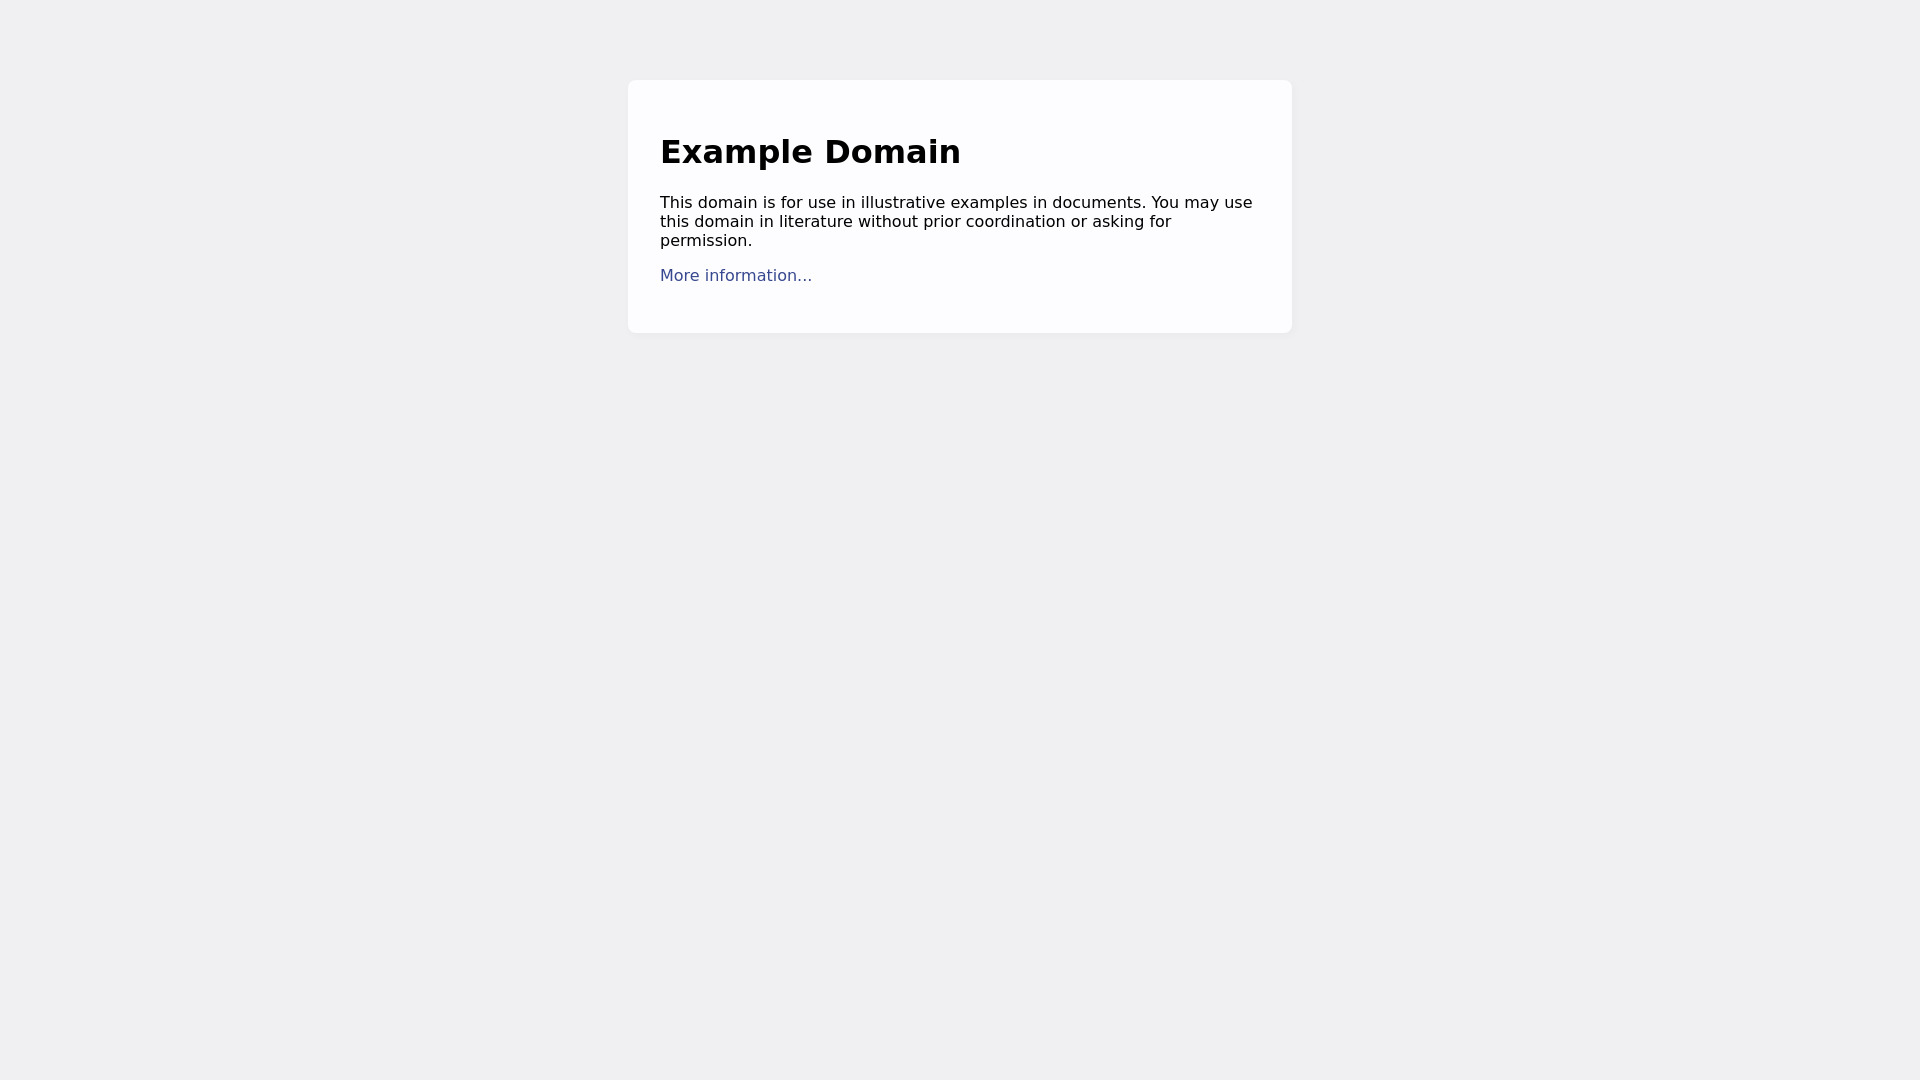 Example Domain
This domain is for use in illustrative examples in documents. You may use
this domain in literature without prior coordination or asking for
permission.
More information...